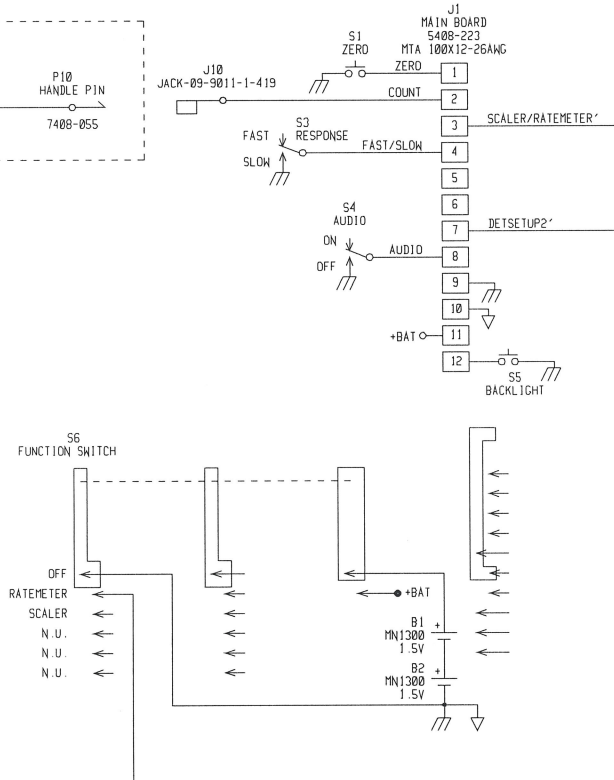 J1
MAIN BOARD
5408-223
MTA 100X12-26AWG
S1
ZERO
ZERO
1
P10
HANDLE PIN
7408-055
J10
JACK-09-9011-1-419
COUNT
2
3
SCALER/RATEMETER'
S3
RESPONSE
FAST
SLOW
FAST/SLOW
4
5
6
7
DETSETUP2'
S4
AUDIO
ON
OFF
AUDIO
8
9
10
+BAT
11
12
S5
BACKLIGHT
S6
FUNCTION SWITCH
OFF
RATEMETER
SCALER
N.U.
N.U.
N.U.
+BAT
B1
MN1300
1.5V
+
B2
MN1300
1.5V
+